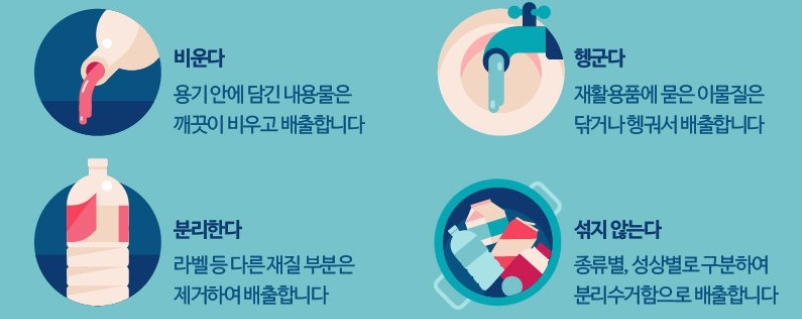 비운다
용기 안에 담긴 내용물은
깨끗이 비우고 배출합니다
헹군다
재활용품에 묻은 이물질은
닦거나 헹궈서 배출합니다
분리한다
라벨 등 다른 재질 부분은
제거하여 배출합니다
섞지 않는다
종류별, 성상별로 구분하여
분리수거함으로 배출합니다